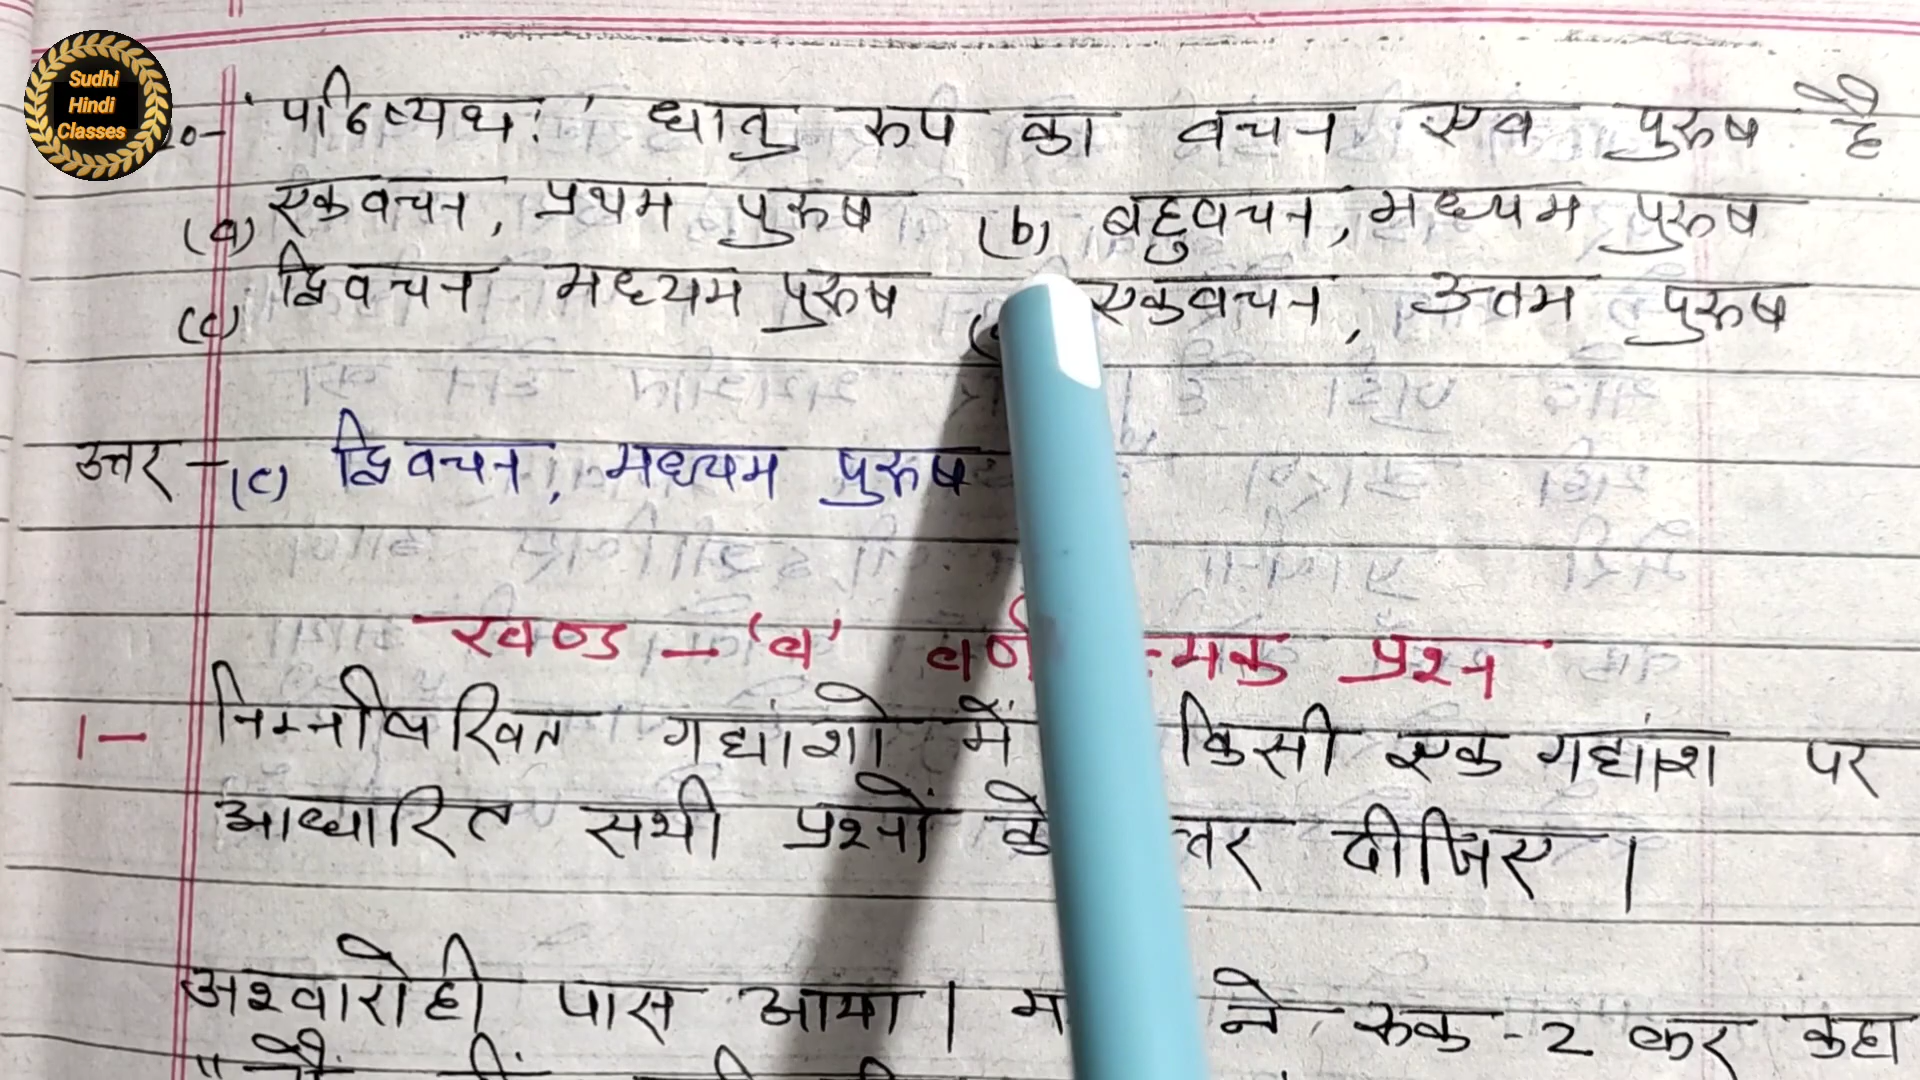 Sudhi
Hindi
Classes
20- 'पठिष्यथः' धातु रूप का वचन एव पुरुष है
(a) एकवचन, प्रथम पुरुष (b) बहुवचन, मध्यम पुरुष
(c) द्विवचन मध्यम पुरुष एकवचन, उत्तम पुरुष
उत्तर – (c) द्विवचन, मध्यम पुरुष
खण्ड – 'ब' प्रश्न
1– निम्नलिखित गद्यांशो में किसी एक गद्यांश पर
आधारित सभी प्रश्नों के दीजिए ।
अश्वारोही पास आया । ने रुक-2 कर कहा